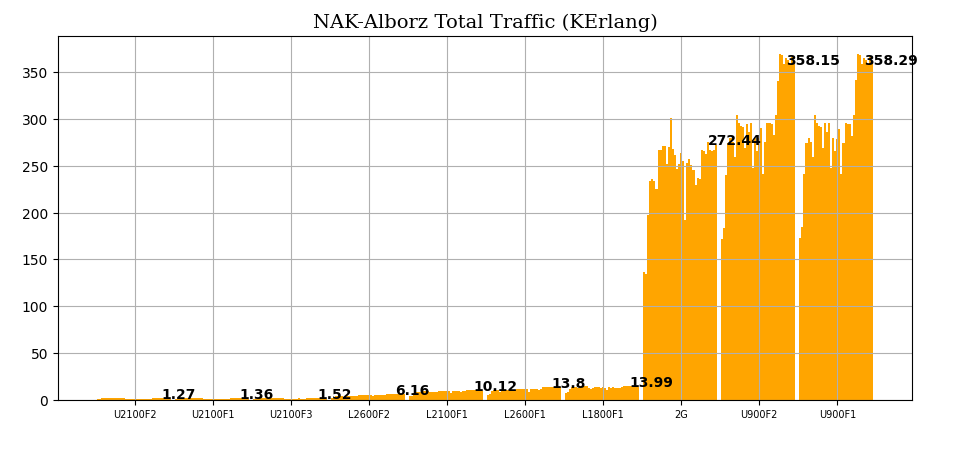 NAK-Alborz Total Traffic (KErlang)
350
300
250
200
150
100
50
0
358.15
358.29
272.44
1.27
1.36
1.52
6.16
10.12
13.8
13.99
U2100F2
U2100F1
U2100F3
L2600F2
L2100F1
L2600F1
L1800F1
2G
U900F2
U900F1